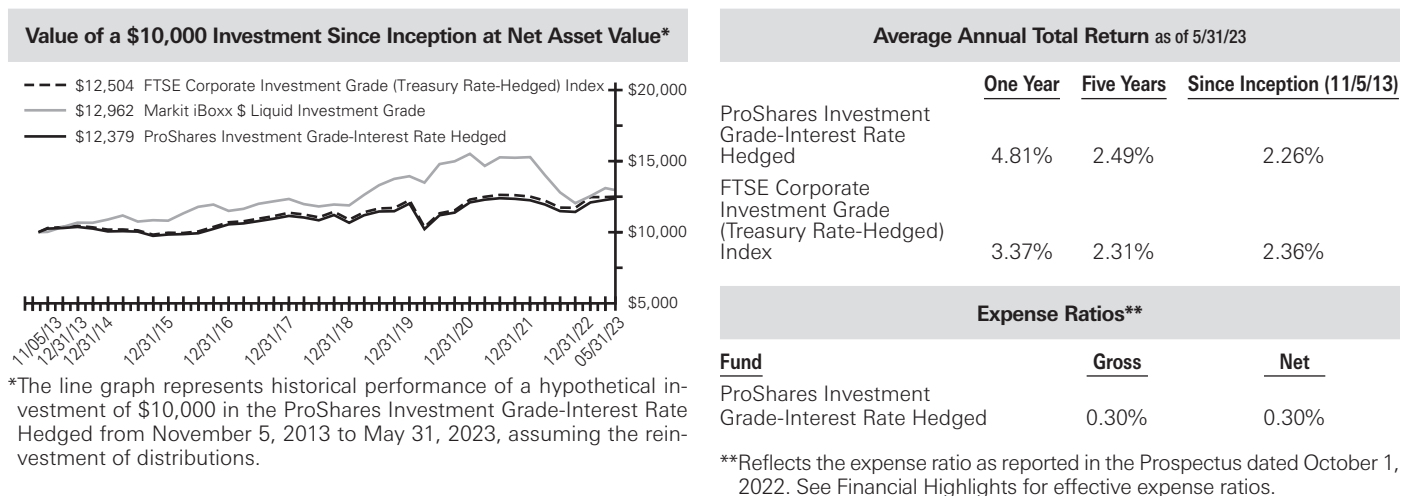 Value of a $10,000 Investment Since Inception at Net Asset Value*
$12,504 FTSE Corporate Investment Grade (Treasury Rate-Hedged) Index
$12,962 Markit iBoxx $ Liquid Investment Grade
$12,379 ProShares Investment Grade-Interest Rate Hedged
$20,000
$15,000
$10,000
$5,000
11/05/13
12/31/13
12/31/14
12/31/15
12/31/16
12/31/17
12/31/18
12/31/19
12/31/20
12/31/21
12/31/22
05/31/23
*The line graph represents historical performance of a hypothetical in-
vestment of $10,000 in the ProShares Investment Grade-Interest Rate
Hedged from November 5, 2013 to May 31, 2023, assuming the rein-
vestment of distributions.
Average Annual Total Return as of 5/31/23
One Year Five Years Since Inception (11/5/13)
ProShares Investment
Grade-Interest Rate
Hedged 4.81% 2.49% 2.26%
FTSE Corporate
Investment Grade
(Treasury Rate-Hedged)
Index 3.37% 2.31% 2.36%
Expense Ratios**
Fund Gross Net
ProShares Investment
Grade-Interest Rate Hedged 0.30% 0.30%
**Reflects the expense ratio as reported in the Prospectus dated October 1,
2022. See Financial Highlights for effective expense ratios.